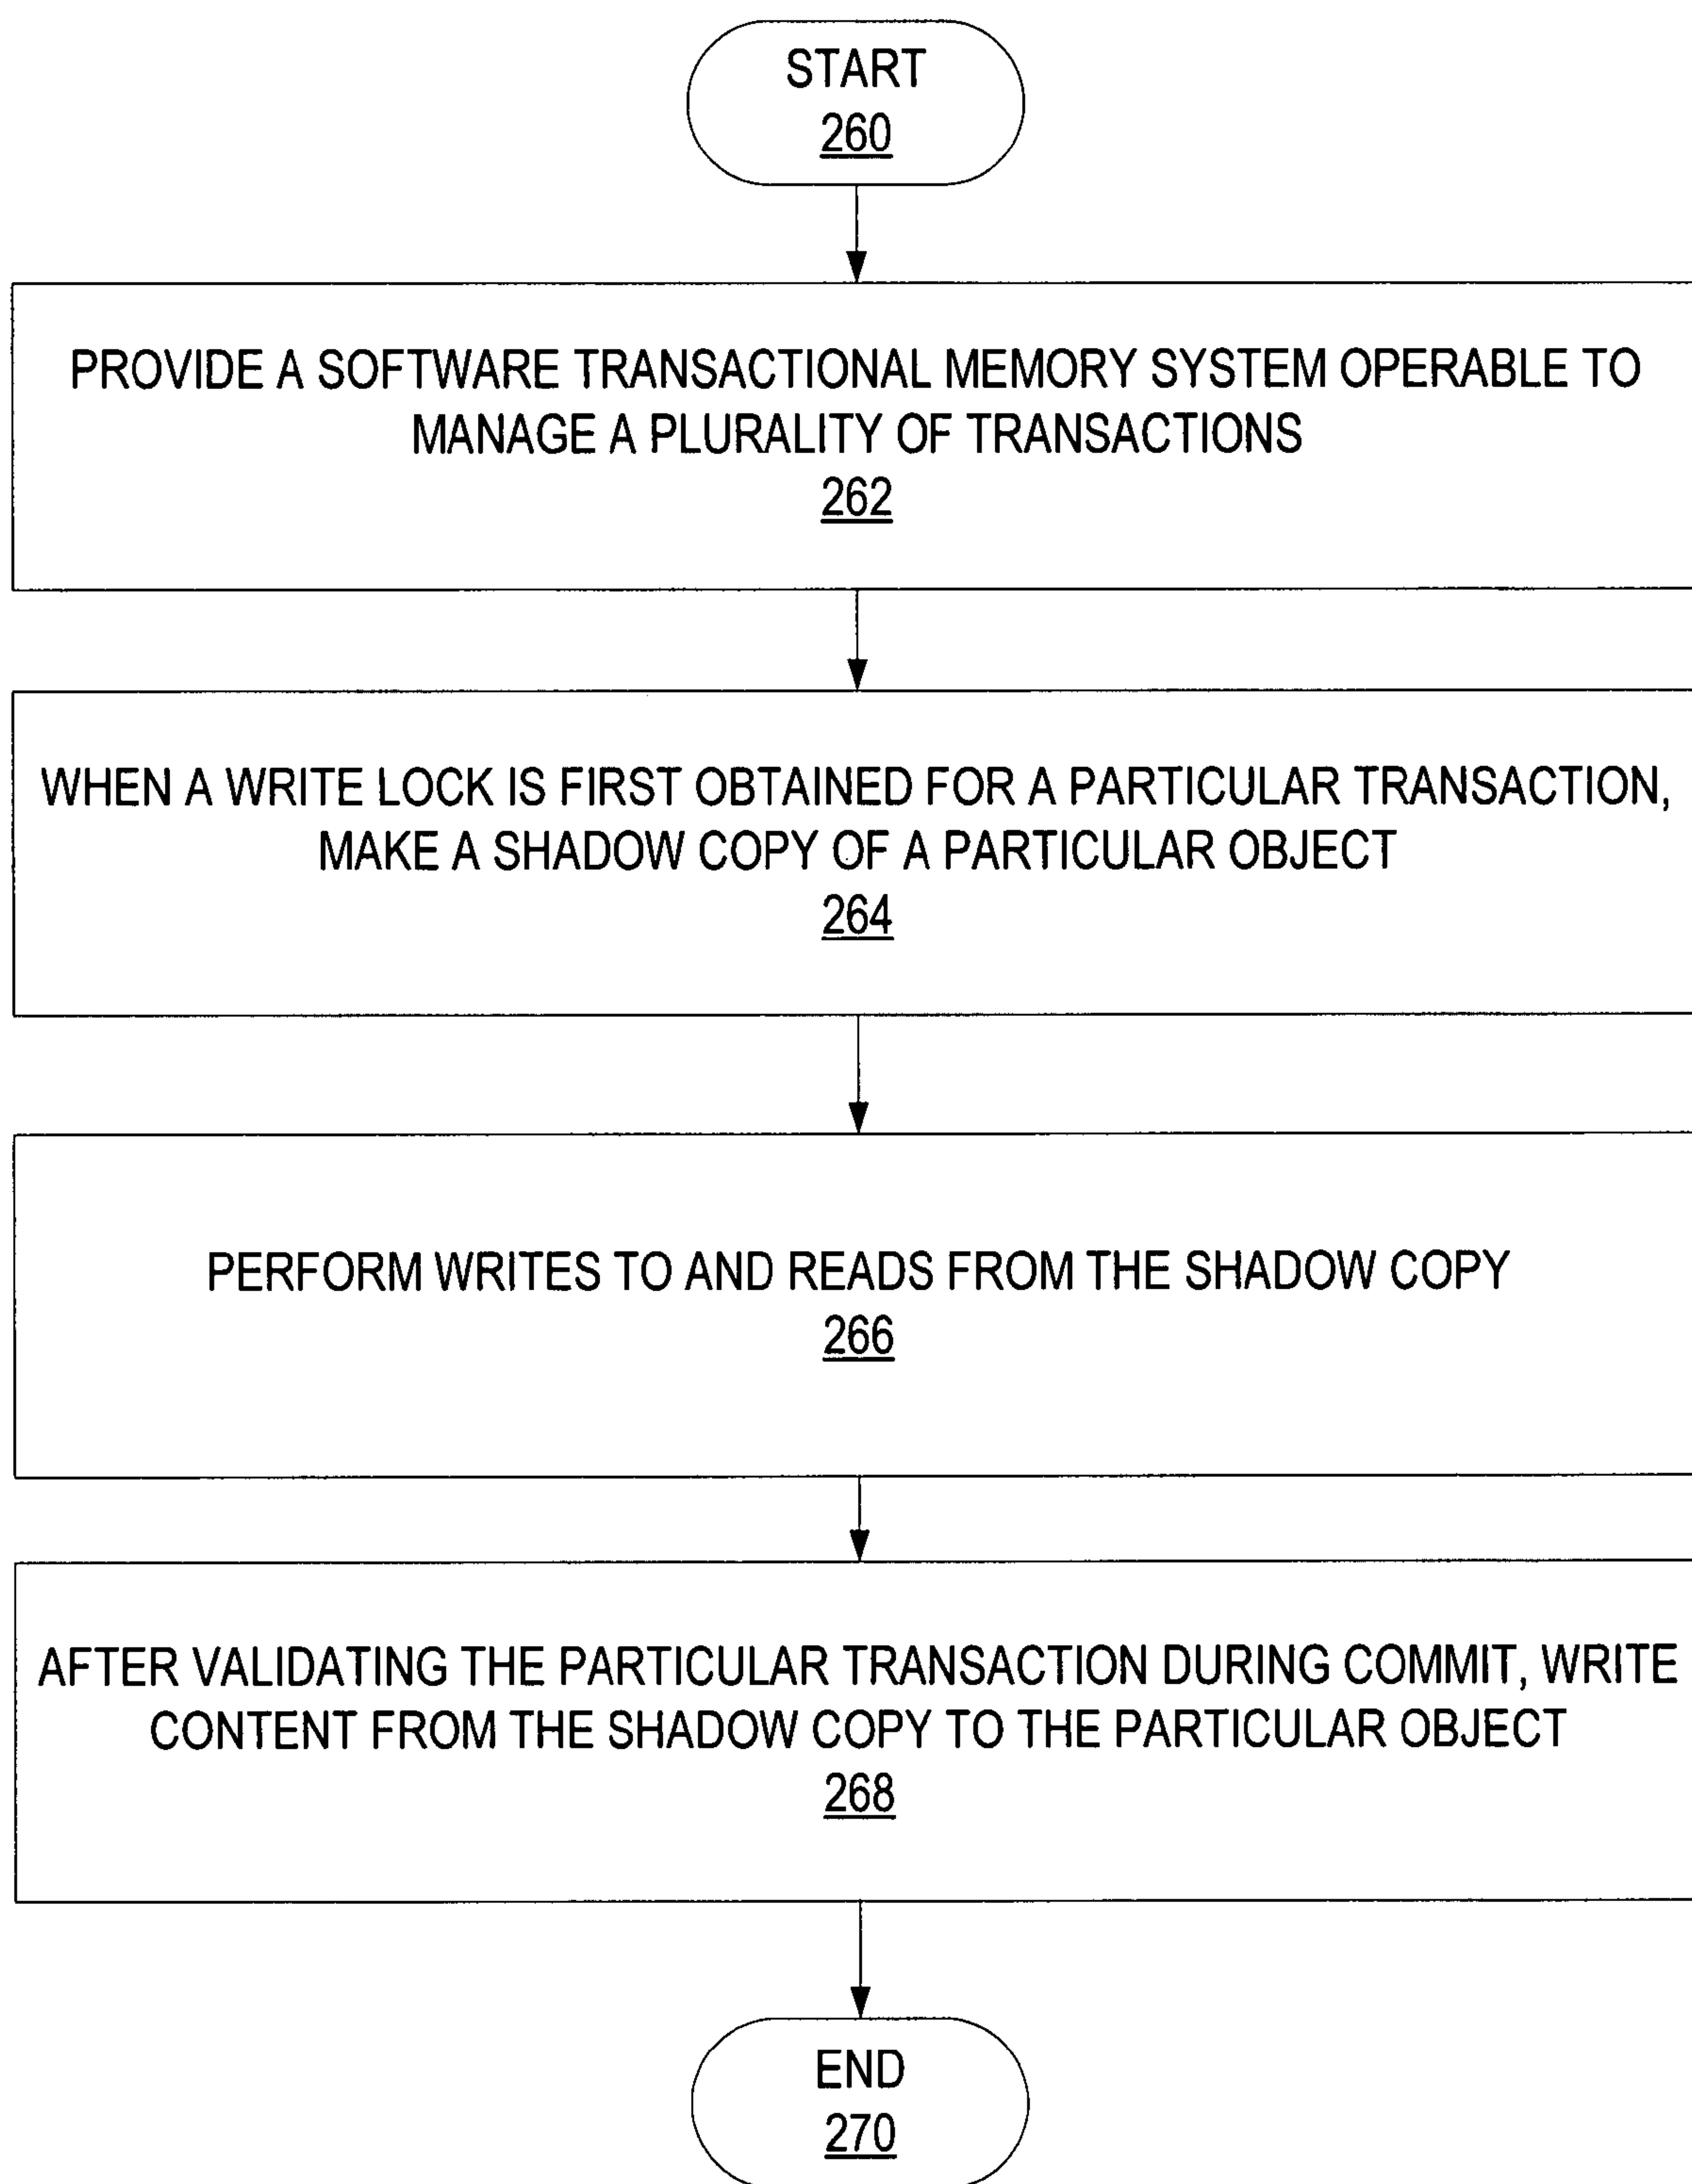 START
260
PROVIDE A SOFTWARE TRANSACTIONAL MEMORY SYSTEM OPERABLE TO
MANAGE A PLURALITY OF TRANSACTIONS
262
WHEN A WRITE LOCK IS FIRST OBTAINED FOR A PARTICULAR TRANSACTION,
MAKE A SHADOW COPY OF A PARTICULAR OBJECT
264
PERFORM WRITES TO AND READS FROM THE SHADOW COPY
266
AFTER VALIDATING THE PARTICULAR TRANSACTION DURING COMMIT, WRITE
CONTENT FROM THE SHADOW COPY TO THE PARTICULAR OBJECT
268
END
270